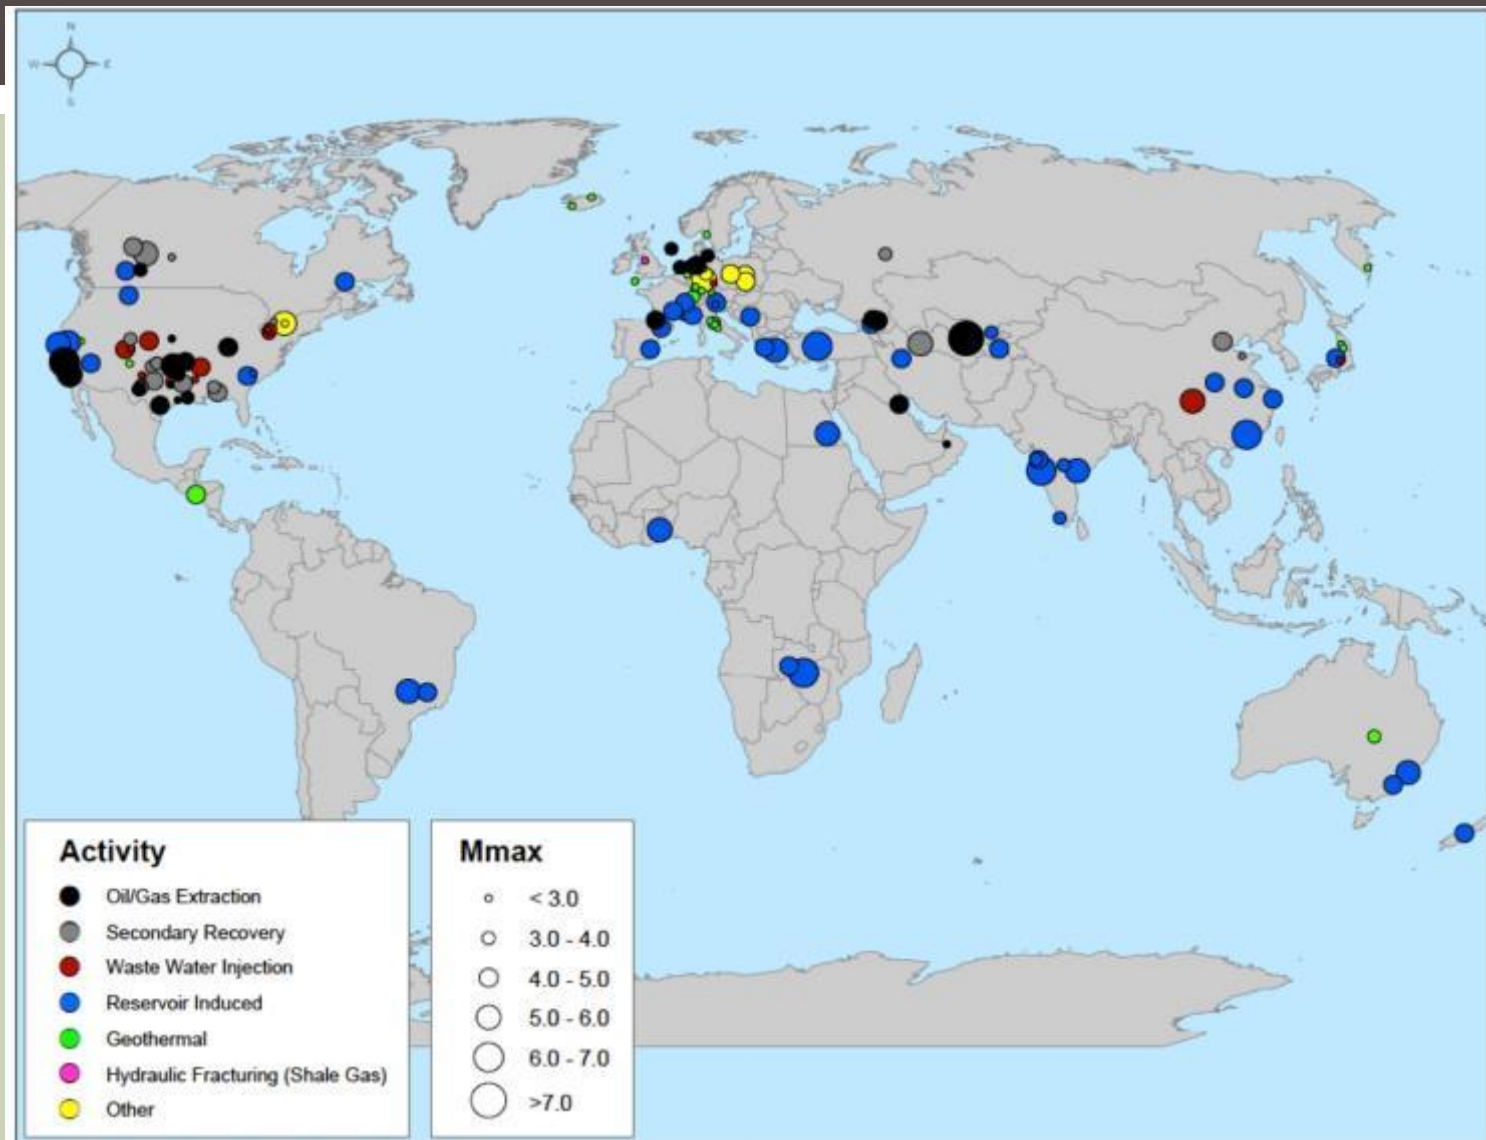 N
W
E
S
Activity
Oil/Gas Extraction
Secondary Recovery
Waste Water Injection
Reservoir Induced
Geothermal
Hydraulic Fracturing (Shale Gas)
Other
Mmax
< 3.0
3.0 - 4.0
4.0 - 5.0
5.0 - 6.0
6.0 - 7.0
>7.0